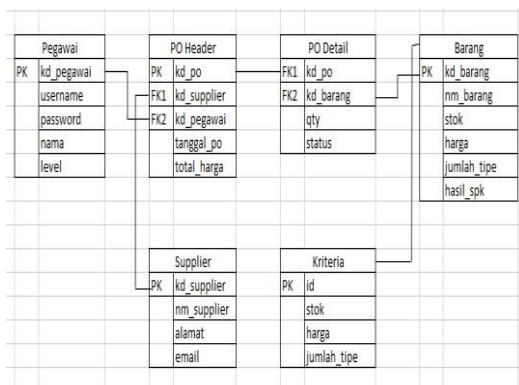 Pegawai
PK kd_pegawai
username
password
nama
level
PO Header
PK kd_po
FK1 kd_supplier
FK2 kd_pegawai
tanggal_po
total_harga
PO Detail
FK1 kd_po
FK2 kd_barang
qty
status
Barang
PK kd_barang
nm_barang
stok
harga
jumlah_tipe
hasil_spk
Supplier
PK kd_supplier
nm_supplier
alamat
email
Kriteria
PK id
stok
harga
jumlah_tipe